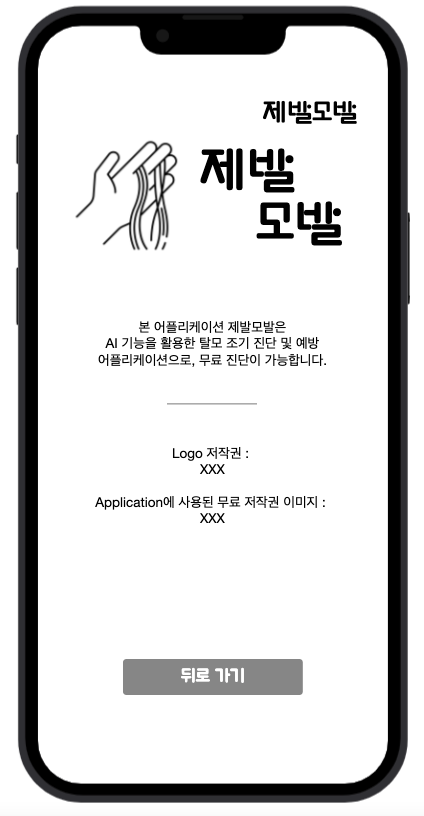 제발모발
제발
모발
본 어플리케이션 제발모발은
AI 기능을 활용한 탈모 조기 진단 및 예방
어플리케이션으로, 무료 진단이 가능합니다.
Logo 저작권 :
XXX
Application에 사용된 무료 저작권 이미지 :
XXX
뒤로 가기